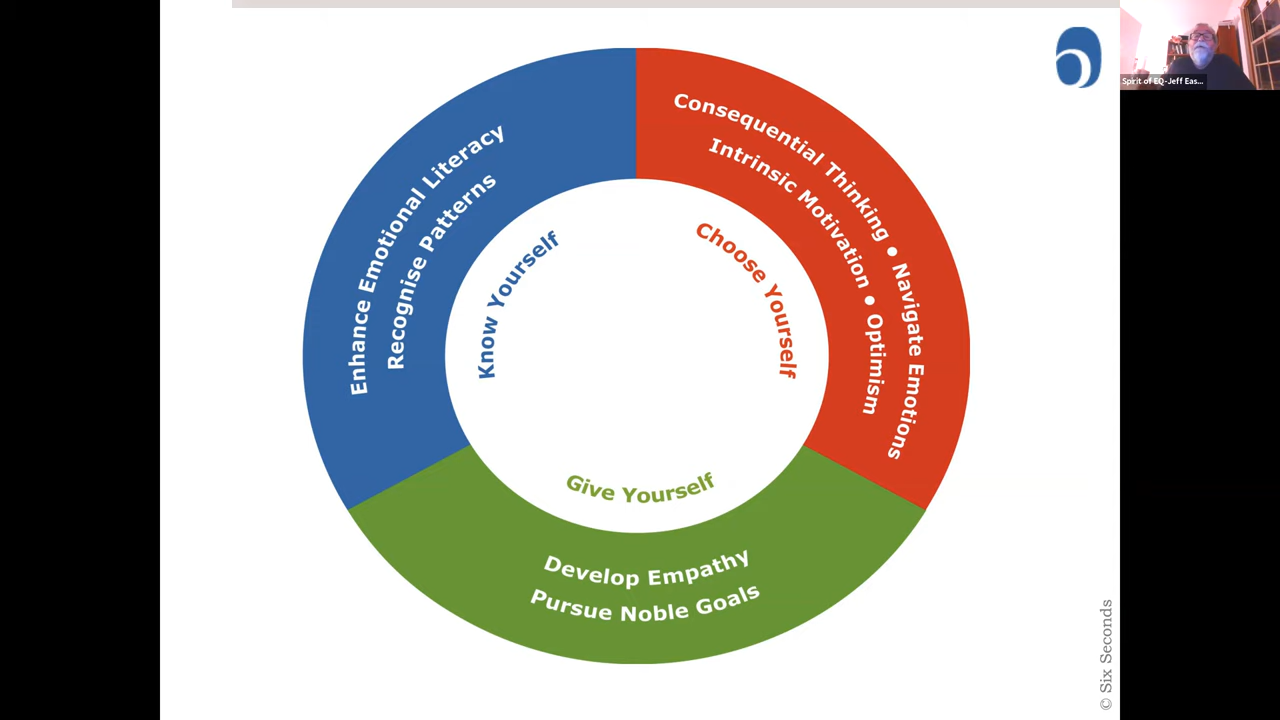 Enhance Emotional Literacy
Recognise Patterns
Know Yourself
Consequential Thinking ● Navigate Emotions
Intrinsic Motivation ● Optimism
Choose Yourself
Give Yourself
Develop Empathy
Pursue Noble Goals
© Six Seconds
Spirit of EQ-Jeff Eas...